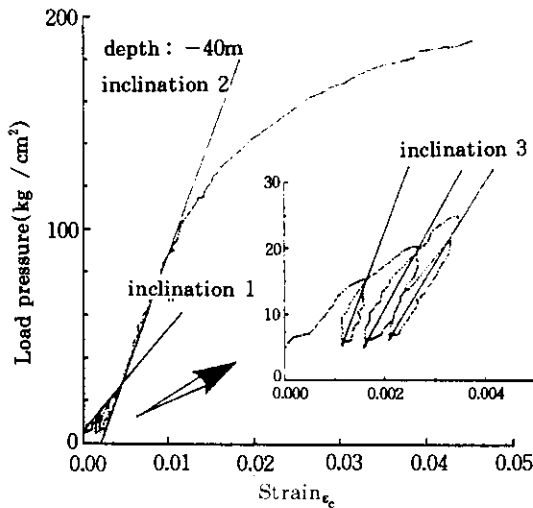 200
depth : −40m
inclination 2
inclination 3
30
20
10
0
0.000
0.002
0.004
100
inclination 1
0
0.00
0.01
0.02
0.03
0.04
0.05
Load pressure(kg /cm²)
Strainεc